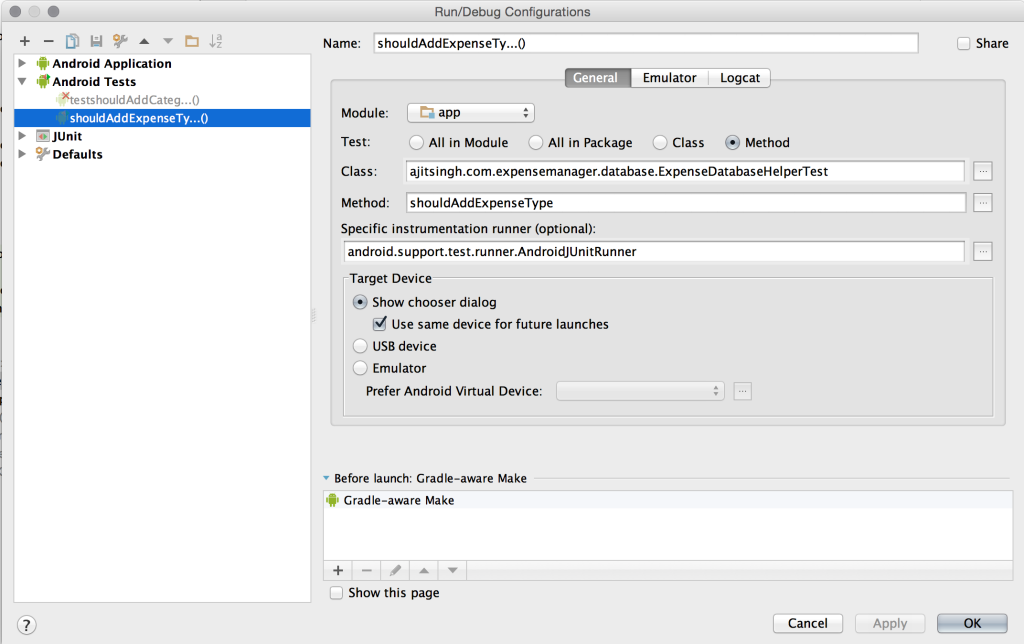 Run/Debug Configurations
Name: shouldAddExpenseTy...()
Share
Android Application
Android Tests
testshouldAddCateg...()
shouldAddExpenseTy...()
JUnit
Defaults
General Emulator Logcat
Module: app
Test: All in Module All in Package Class Method
Class: ajitsingh.com.expensemanager.database.ExpenseDatabaseHelperTest ...
Method: shouldAddExpenseType ...
Specific instrumentation runner (optional):
android.support.test.runner.AndroidJUnitRunner ...
Target Device
Show chooser dialog
Use same device for future launches
USB device
Emulator
Prefer Android Virtual Device: ...
Before launch: Gradle-aware Make
Gradle-aware Make
Show this page
? Cancel Apply OK